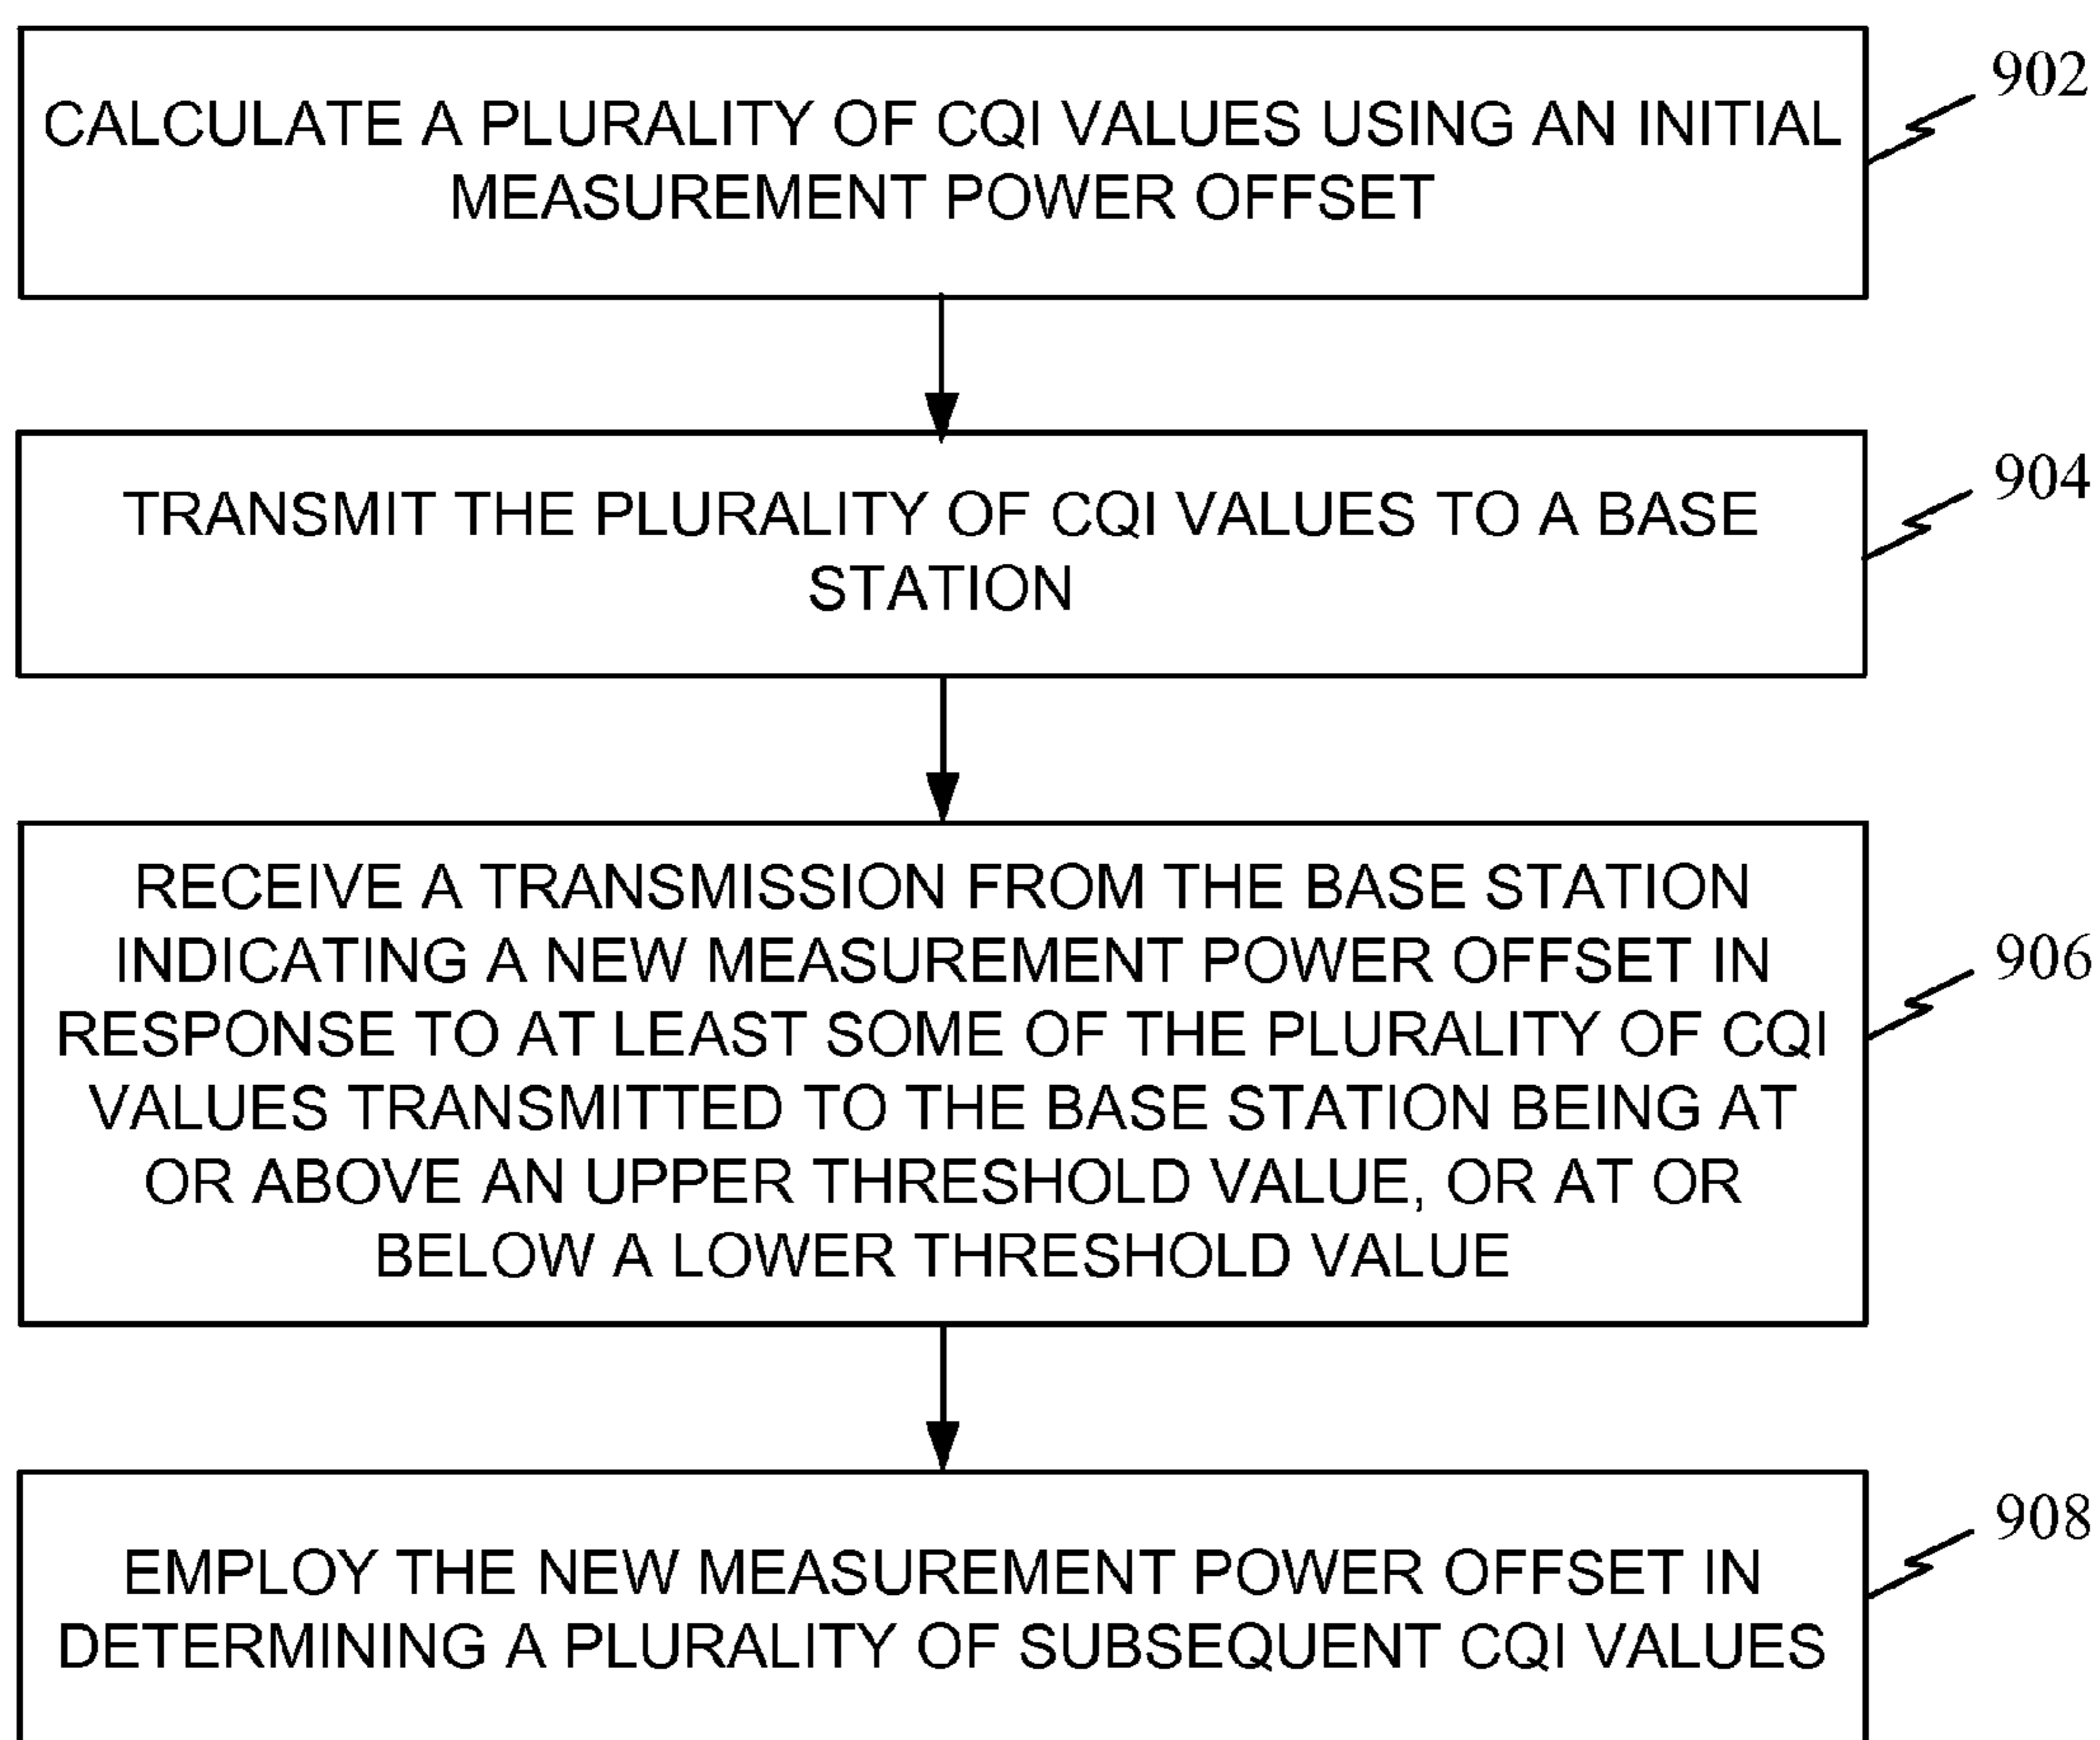 902
CALCULATE A PLURALITY OF CQI VALUES USING AN INITIAL
MEASUREMENT POWER OFFSET
904
TRANSMIT THE PLURALITY OF CQI VALUES TO A BASE
STATION
906
RECEIVE A TRANSMISSION FROM THE BASE STATION
INDICATING A NEW MEASUREMENT POWER OFFSET IN
RESPONSE TO AT LEAST SOME OF THE PLURALITY OF CQI
VALUES TRANSMITTED TO THE BASE STATION BEING AT
OR ABOVE AN UPPER THRESHOLD VALUE, OR AT OR
BELOW A LOWER THRESHOLD VALUE
908
EMPLOY THE NEW MEASUREMENT POWER OFFSET IN
DETERMINING A PLURALITY OF SUBSEQUENT CQI VALUES